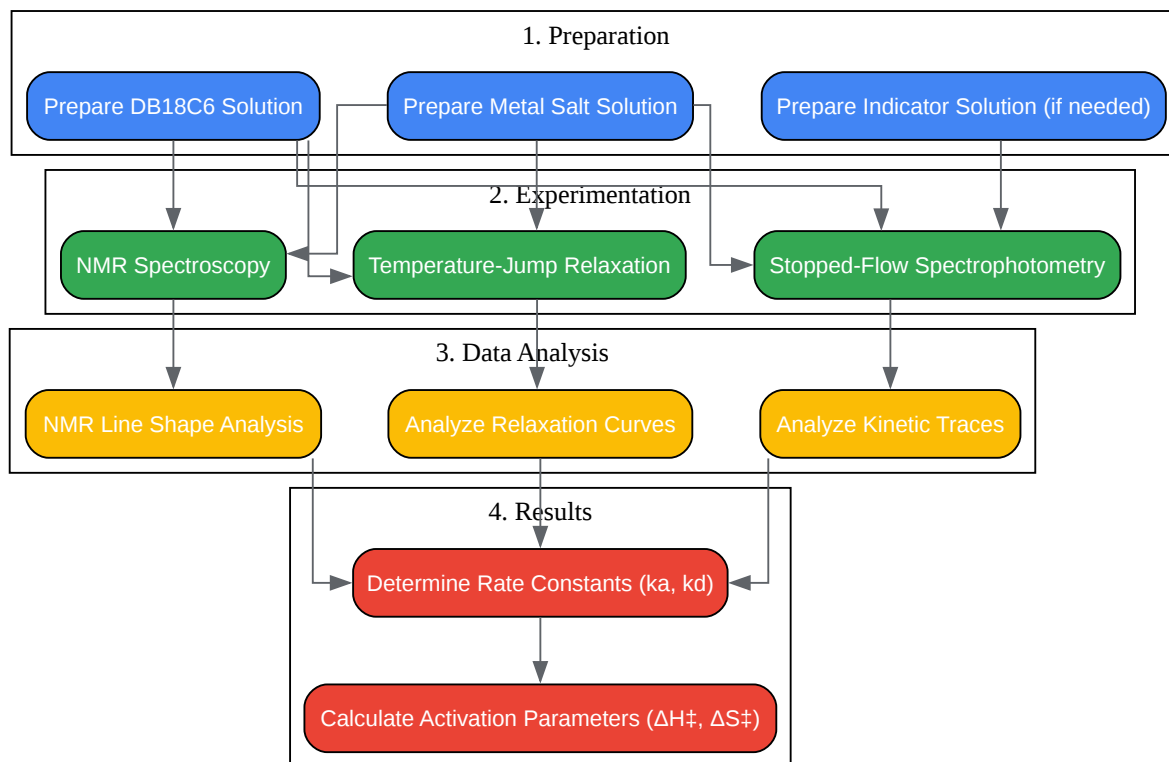 1. Preparation
Prepare DB18C6 Solution
Prepare Metal Salt Solution
Prepare Indicator Solution (if needed)
2. Experimentation
NMR Spectroscopy
Temperature-Jump Relaxation
Stopped-Flow Spectrophotometry
3. Data Analysis
NMR Line Shape Analysis
Analyze Relaxation Curves
Analyze Kinetic Traces
4. Results
Determine Rate Constants (ka, kd)
Calculate Activation Parameters (ΔH‡, ΔS‡)